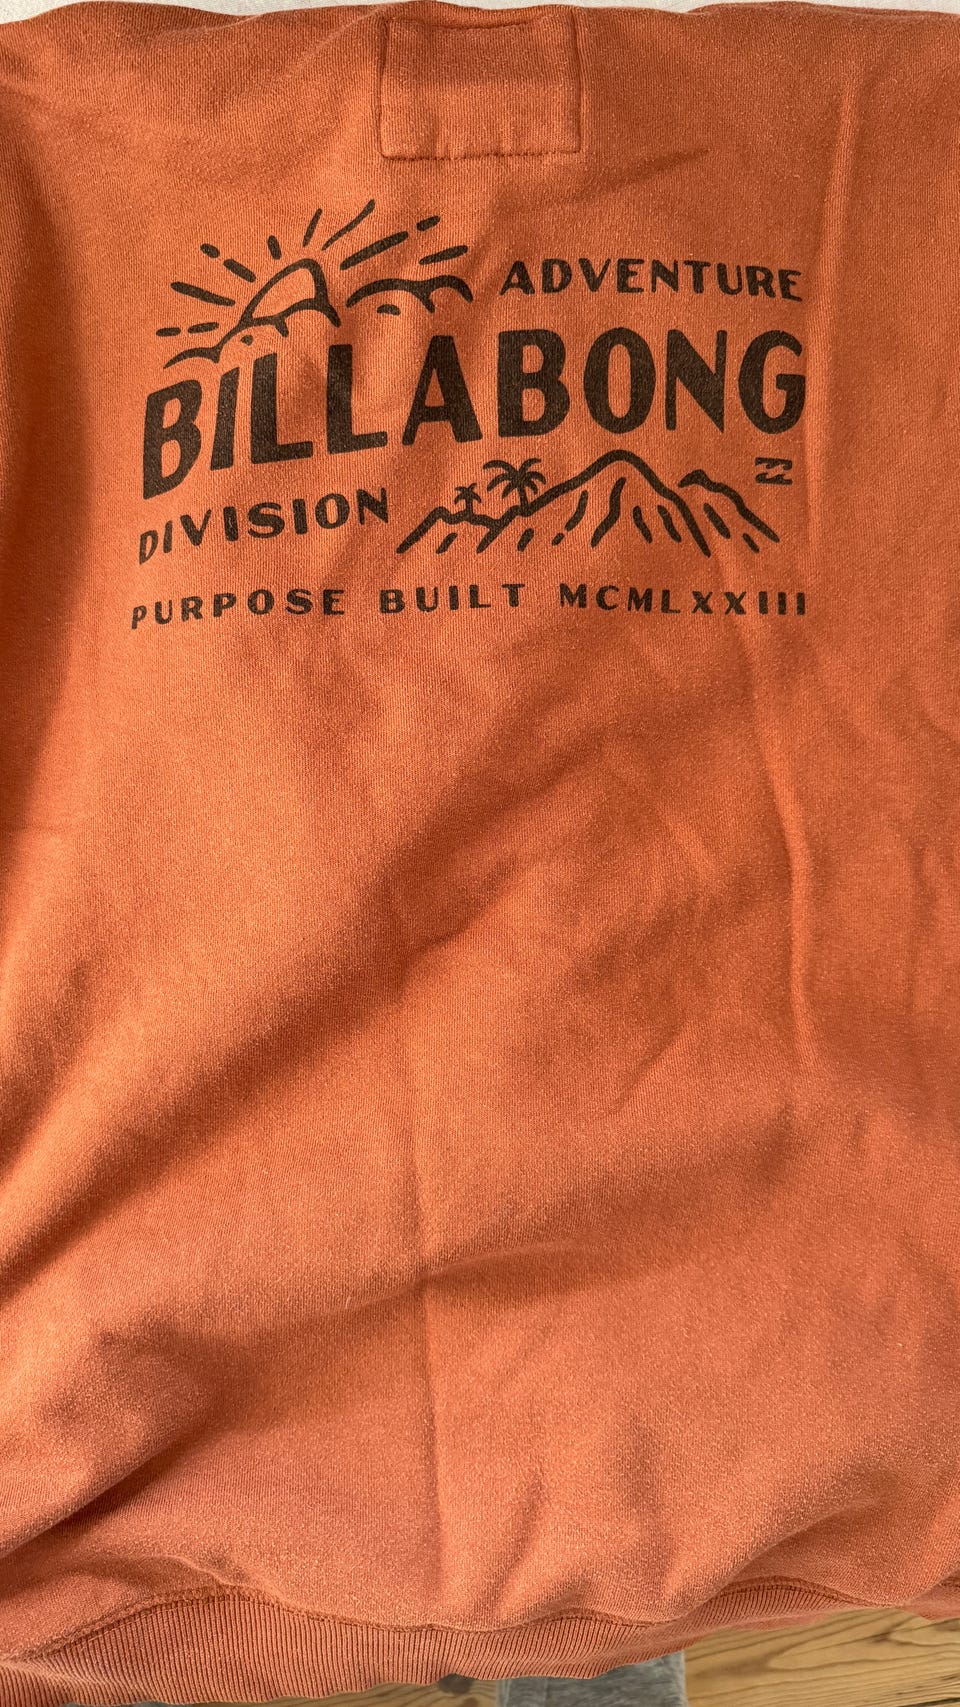 ADVENTURE
BILLABONG
DIVISION
PURPOSE BUILT MCMLXXIII